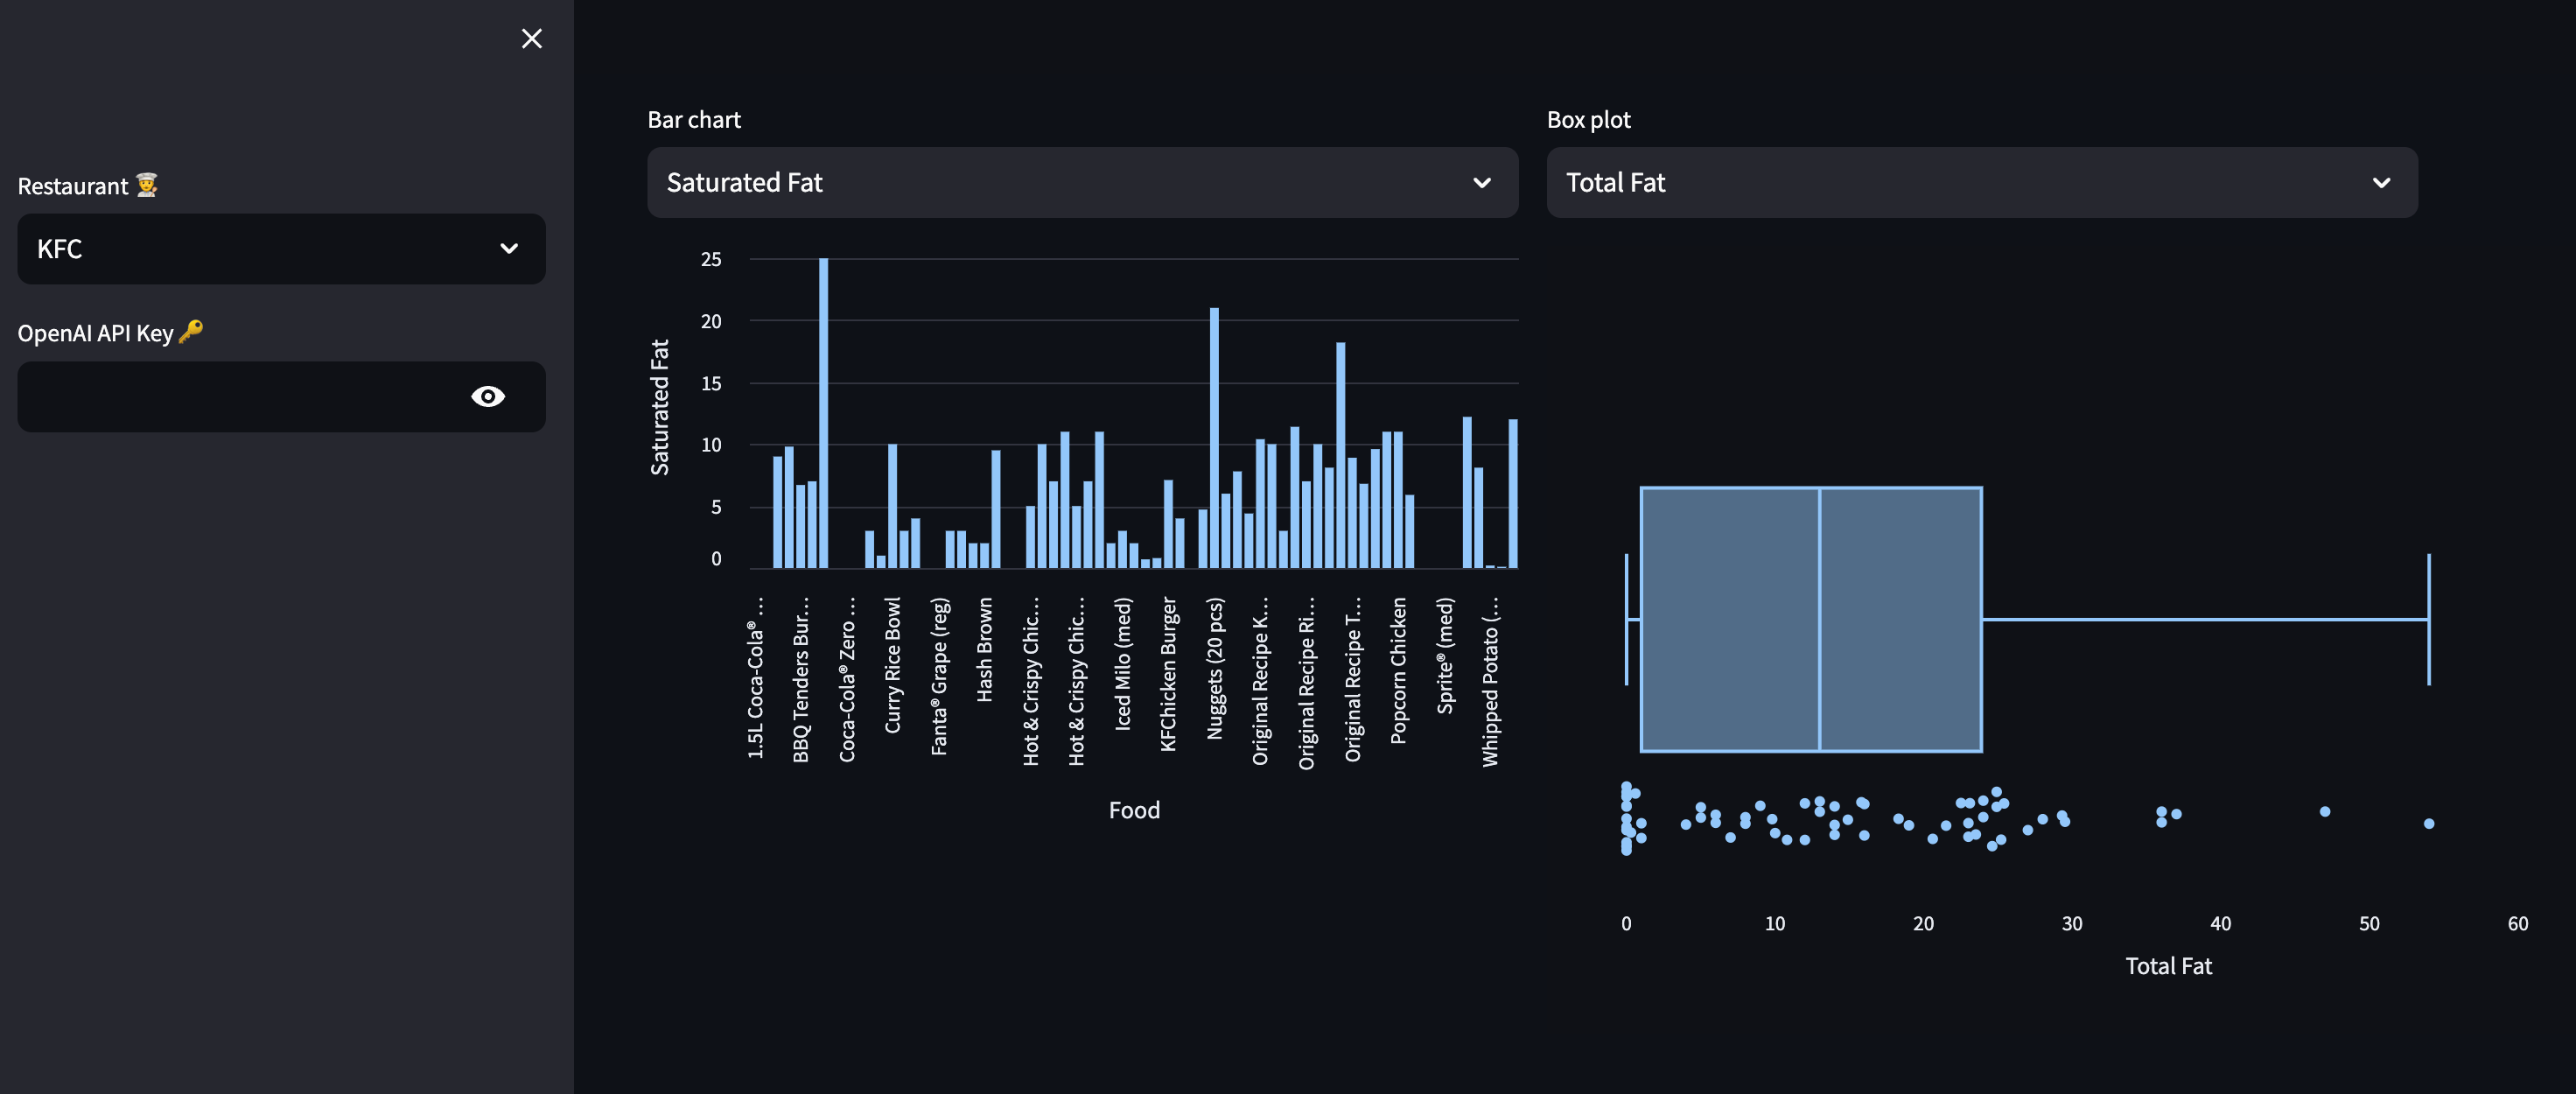 Restaurant 🧑‍🍳
KFC
OpenAI API Key 🔑
Bar chart
Saturated Fat
Box plot
Total Fat
25
20
15
10
5
0
Saturated Fat
1.5L Coca-Cola® …
BBQ Tenders Bur…
Coca-Cola® Zero …
Curry Rice Bowl
Fanta® Grape (reg)
Hash Brown
Hot & Crispy Chic…
Hot & Crispy Chic…
Iced Milo (med)
KFChicken Burger
Nuggets (20 pcs)
Original Recipe K…
Original Recipe Ri…
Original Recipe T…
Popcorn Chicken
Sprite® (med)
Whipped Potato (…
Food
0 10 20 30 40 50 60
Total Fat